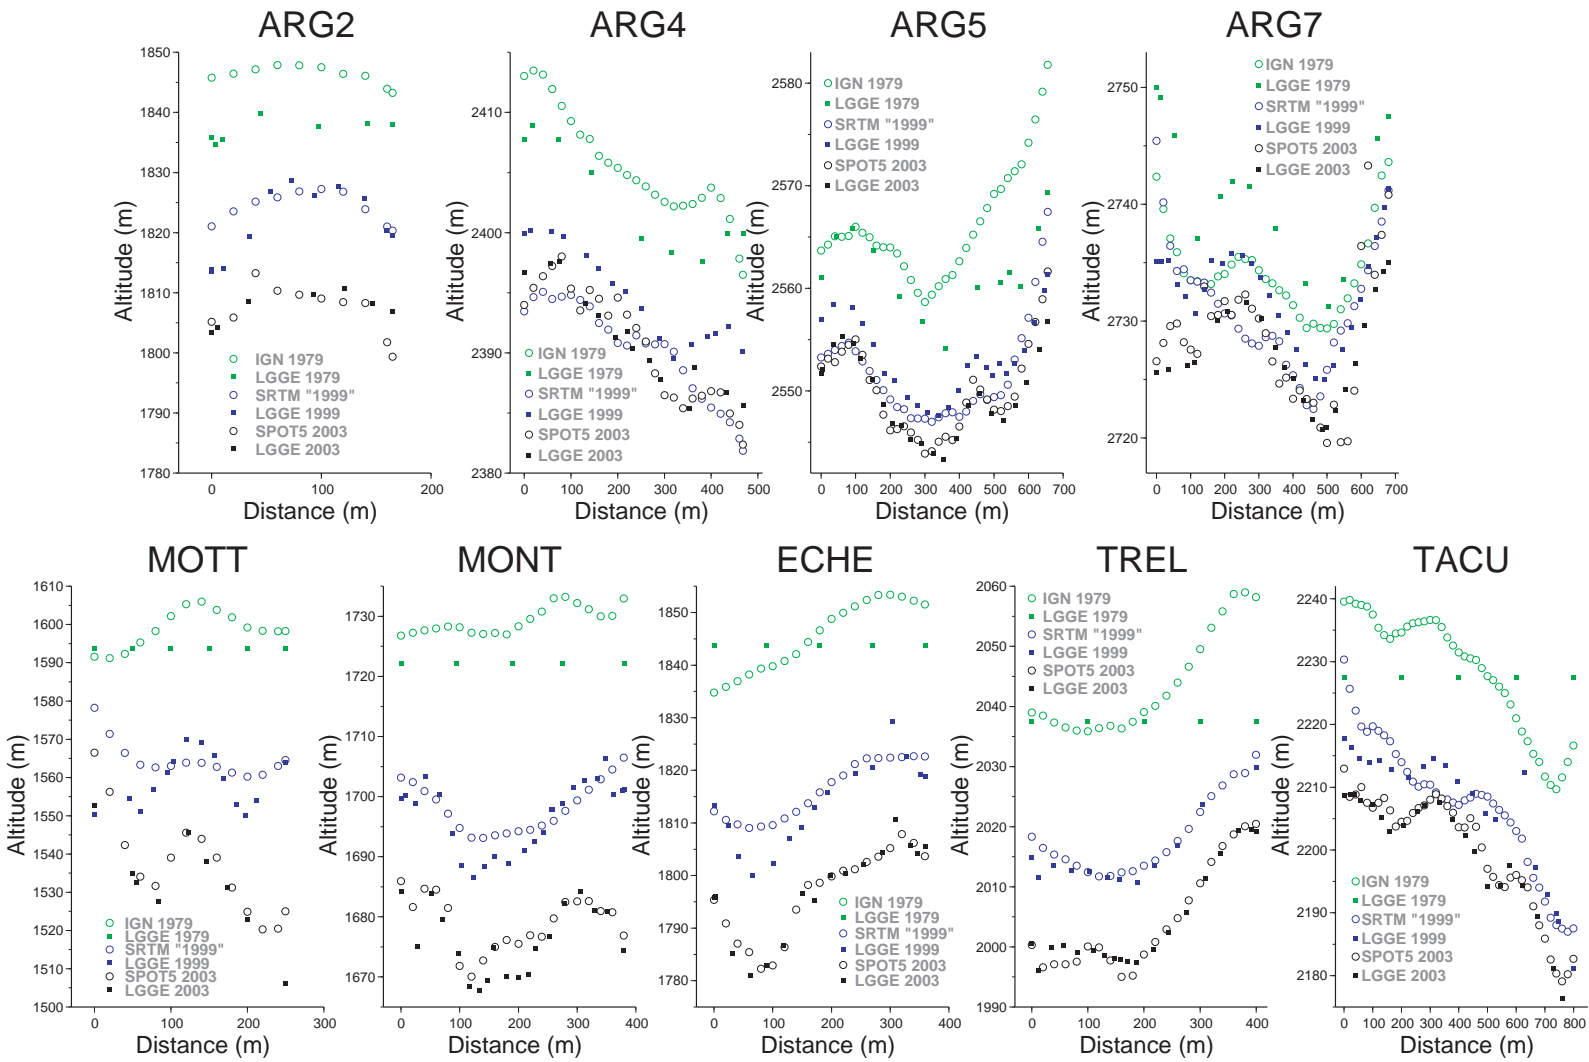 ARG2
ARG4
ARG5
ARG7
Altitude (m)
1850
1840
1830
1820
1810
1800
1790
1780
IGN 1979
LGGE 1979
SRTM "1999"
LGGE 1999
SPOT5 2003
LGGE 2003
0
100
200
Distance (m)
Altitude (m)
2410
2400
2390
2380
IGN 1979
LGGE 1979
SRTM "1999"
LGGE 1999
SPOT5 2003
LGGE 2003
0
100
200
300
400
500
Distance (m)
Altitude (m)
2580
2570
2560
2550
IGN 1979
LGGE 1979
SRTM "1999"
LGGE 1999
SPOT5 2003
LGGE 2003
0
100
200
300
400
500
600
700
Distance (m)
Altitude (m)
2750
2740
2730
2720
IGN 1979
LGGE 1979
SRTM "1999"
LGGE 1999
SPOT5 2003
LGGE 2003
0
100
200
300
400
500
600
700
Distance (m)
MOTT
MONT
ECHE
TREL
TACU
Altitude (m)
1610
1600
1590
1580
1570
1560
1550
1540
1530
1520
1510
1500
IGN 1979
LGGE 1979
SRTM "1999"
LGGE 1999
SPOT5 2003
LGGE 2003
0
100
200
300
Distance (m)
Altitude (m)
1730
1720
1710
1700
1690
1680
1670
0
100
200
300
400
Distance (m)
Altitude (m)
1850
1840
1830
1820
1810
1800
1790
1780
IGN 1979
LGGE 1979
SRTM "1999"
LGGE 1999
SPOT5 2003
LGGE 2003
0
100
200
300
400
Distance (m)
Altitude (m)
2060
2050
2040
2030
2020
2010
2000
1990
IGN 1979
LGGE 1979
SRTM "1999"
LGGE 1999
SPOT5 2003
LGGE 2003
0
100
200
300
400
Distance (m)
Altitude (m)
2240
2230
2220
2210
2200
2190
2180
IGN 1979
LGGE 1979
SRTM "1999"
LGGE 1999
SPOT5 2003
LGGE 2003
0
100
200
300
400
500
600
700
800
Distance (m)